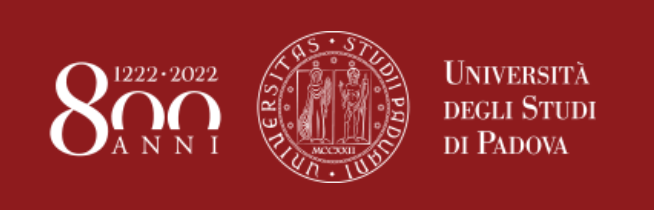 1222·2022
800
ANNI
UNIVERSITAS · STUDII PADUANI ·
MCCXXII
UNIVERSITÀ
DEGLI STUDI
DI PADOVA